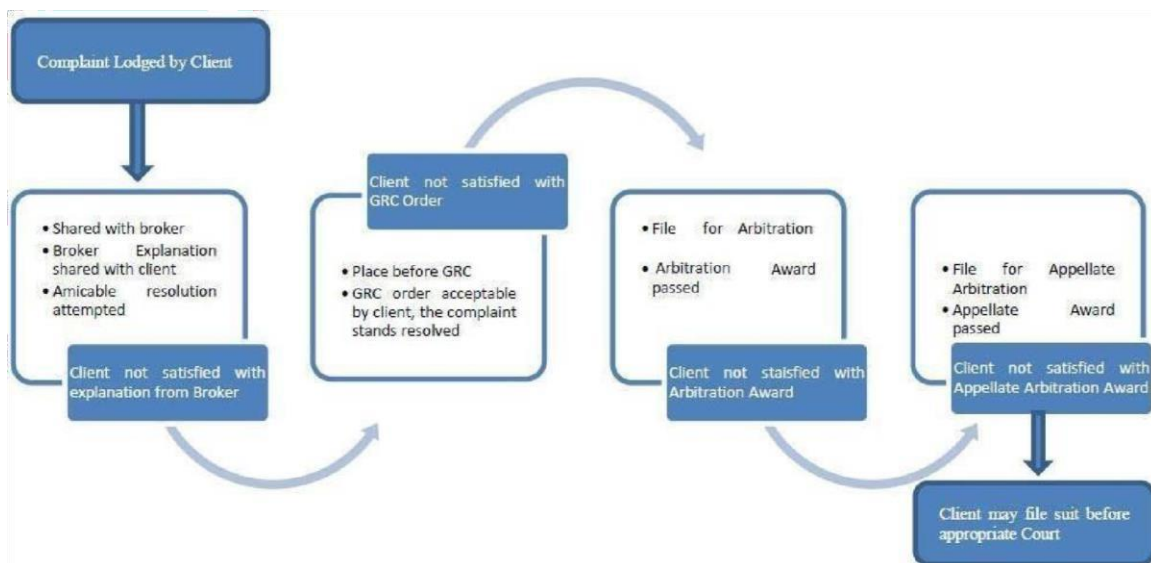 Complaint Lodged by Client
• Shared with broker
• Broker Explanation
shared with client
• Amicable resolution
attempted
Client not satisfied with
explanation from Broker
Client not satisfied with
GRC Order
• Place before GRC
• GRC order acceptable
by client, the complaint
stands resolved
• File for Arbitration
• Arbitration Award
passed
Client not stalsfied with
Arbitration Award
• File for Appellate
Arbitration
• Appellate Award
passed
Client not satisfied with
Appellate Arbitration Award
Client may file suit before
appropriate Court